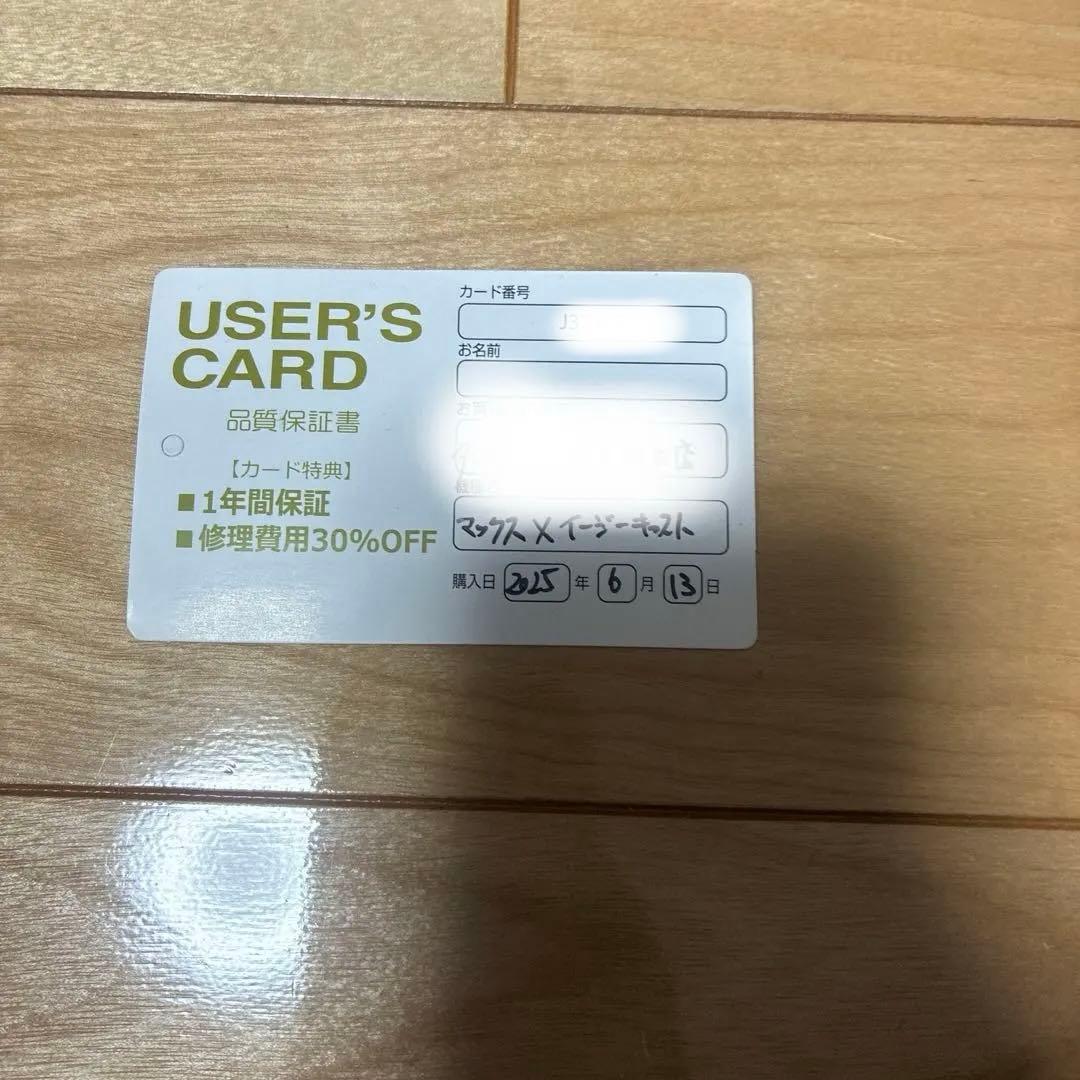 USER'S
CARD
品質保証書
【カード特典】
■1年間保証
■修理費用30%OFF
カード番号
J3
お名前
マックス X イージーキャスト
購入日 2025 年 6 月 13 日